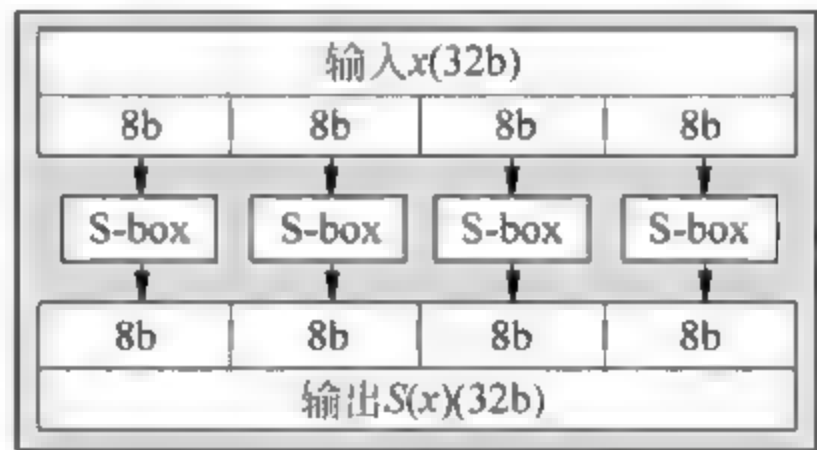 输入x(32b)
8b 8b 8b 8b
S-box S-box S-box S-box
8b 8b 8b 8b
输出S(x)(32b)